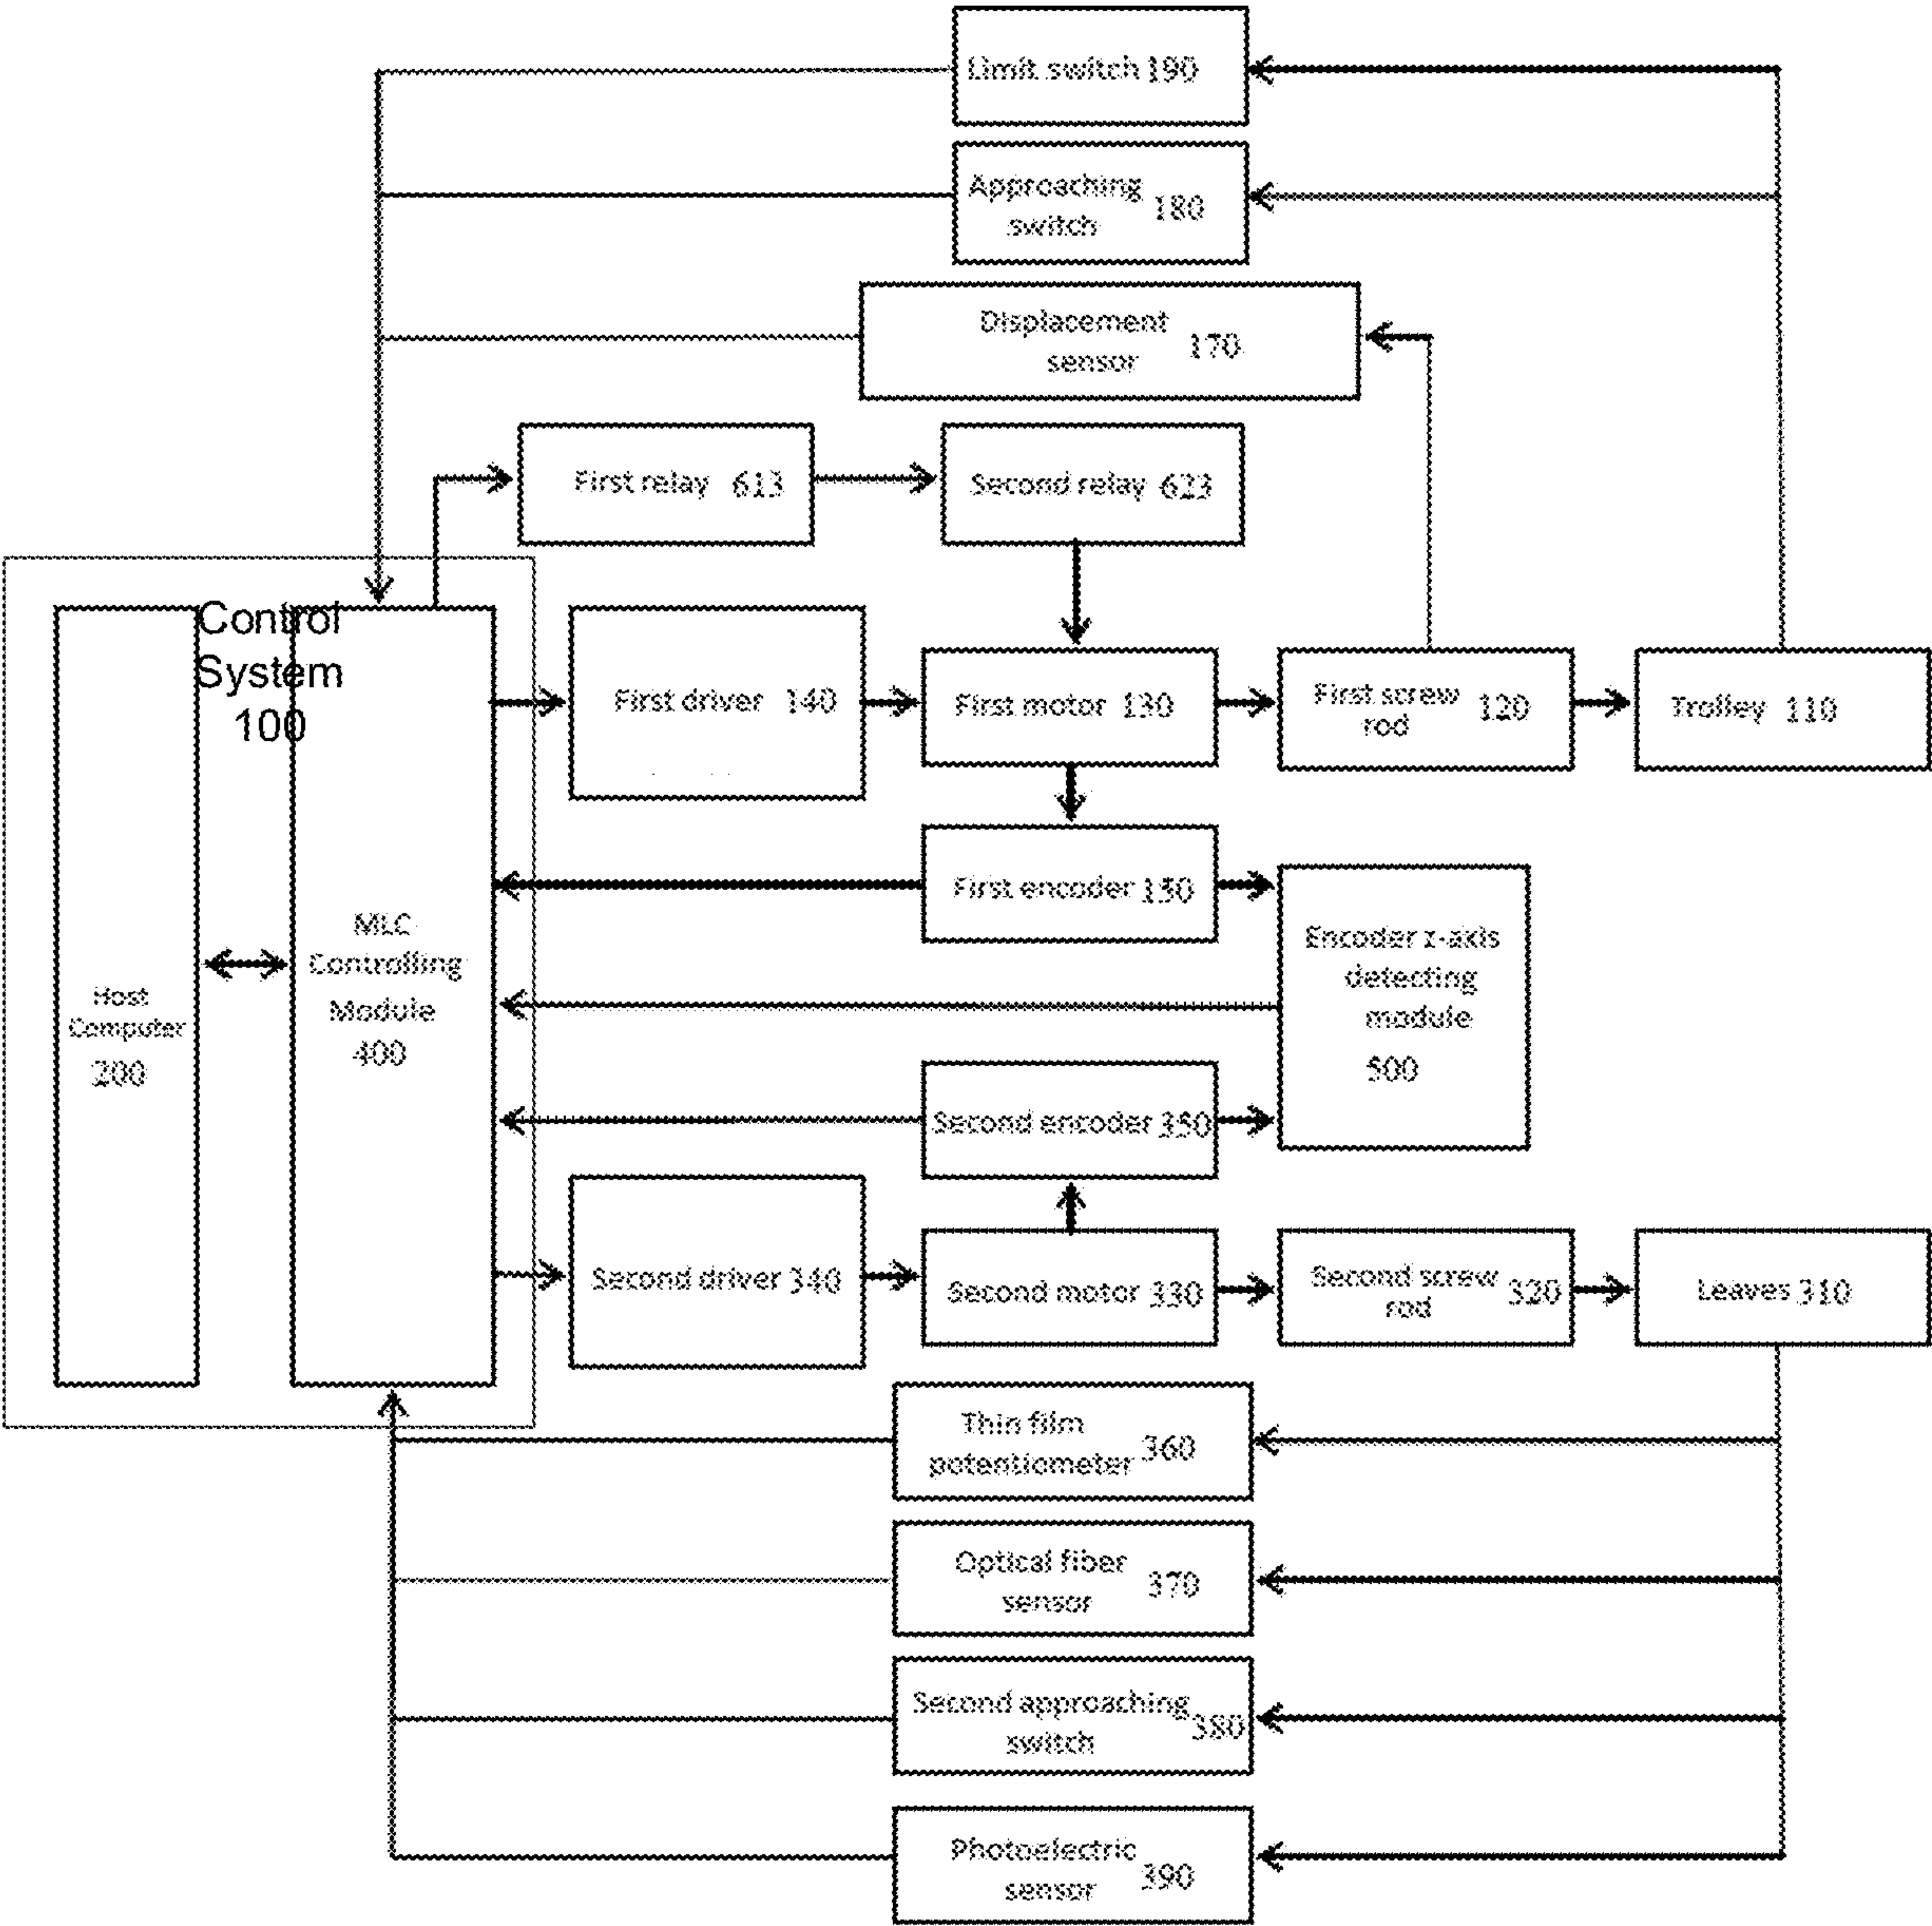 Limit switch 190
Approaching
switch 180
Displacement
sensor 170
First relay 613
Second relay 623
Control
System
100
First driver 140
First motor 130
First screw
rod 120
Trolley 110
First encoder 150
MLC
Controlling
Module
400
Host
Computer
200
Encoder z-axis
detecting
module
500
Second encoder 350
Second driver 340
Second motor 330
Second screw
rod 320
Leaves 310
Thin film
potentiometer 360
Optical fiber
sensor 370
Second approaching
switch 380
Photoelectric
sensor 390